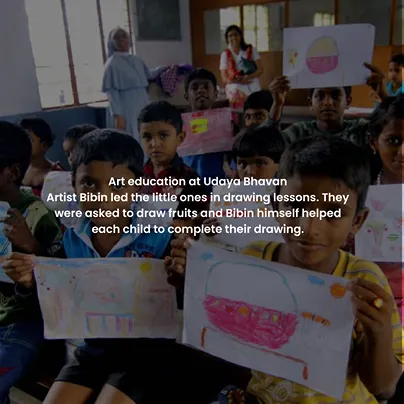 Art education at Udaya Bhavan
Artist Bibin led the little ones in drawing lessons. They
were asked to draw fruits and Bibin himself helped
each child to complete their drawing.